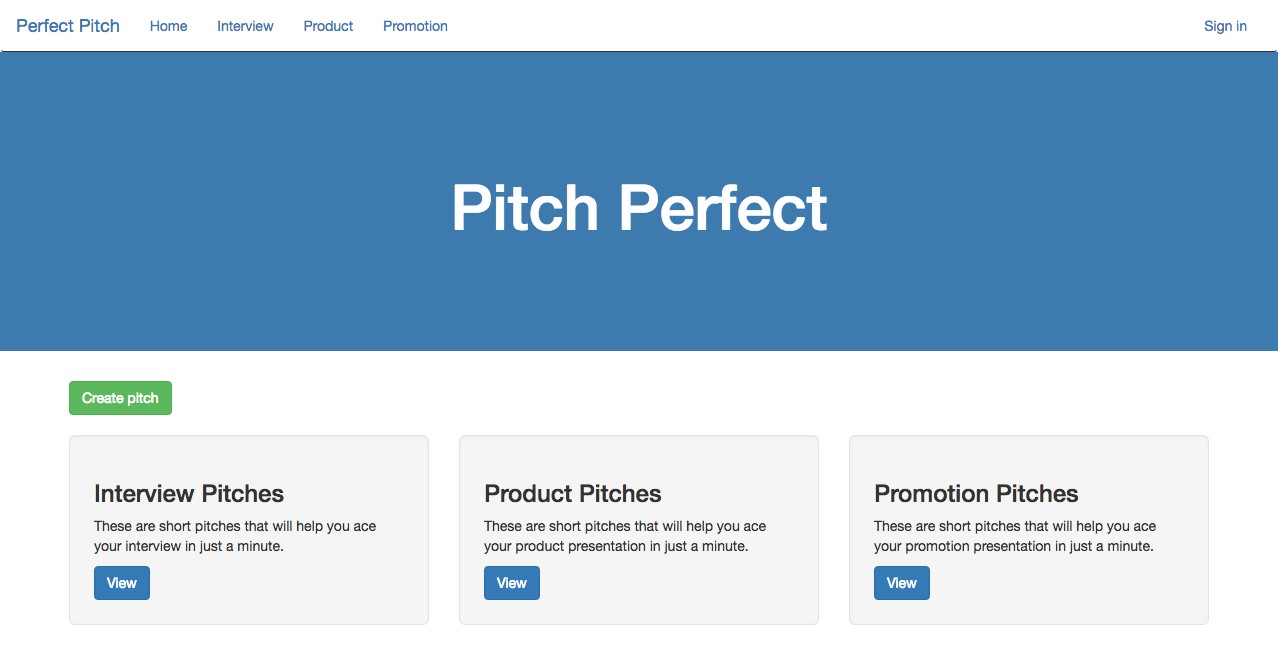 Perfect Pitch Home Interview Product Promotion Sign in
Pitch Perfect
Create pitch
Interview Pitches
These are short pitches that will help you ace
your interview in just a minute.
View
Product Pitches
These are short pitches that will help you ace
your product presentation in just a minute.
View
Promotion Pitches
These are short pitches that will help you ace
your promotion presentation in just a minute.
View